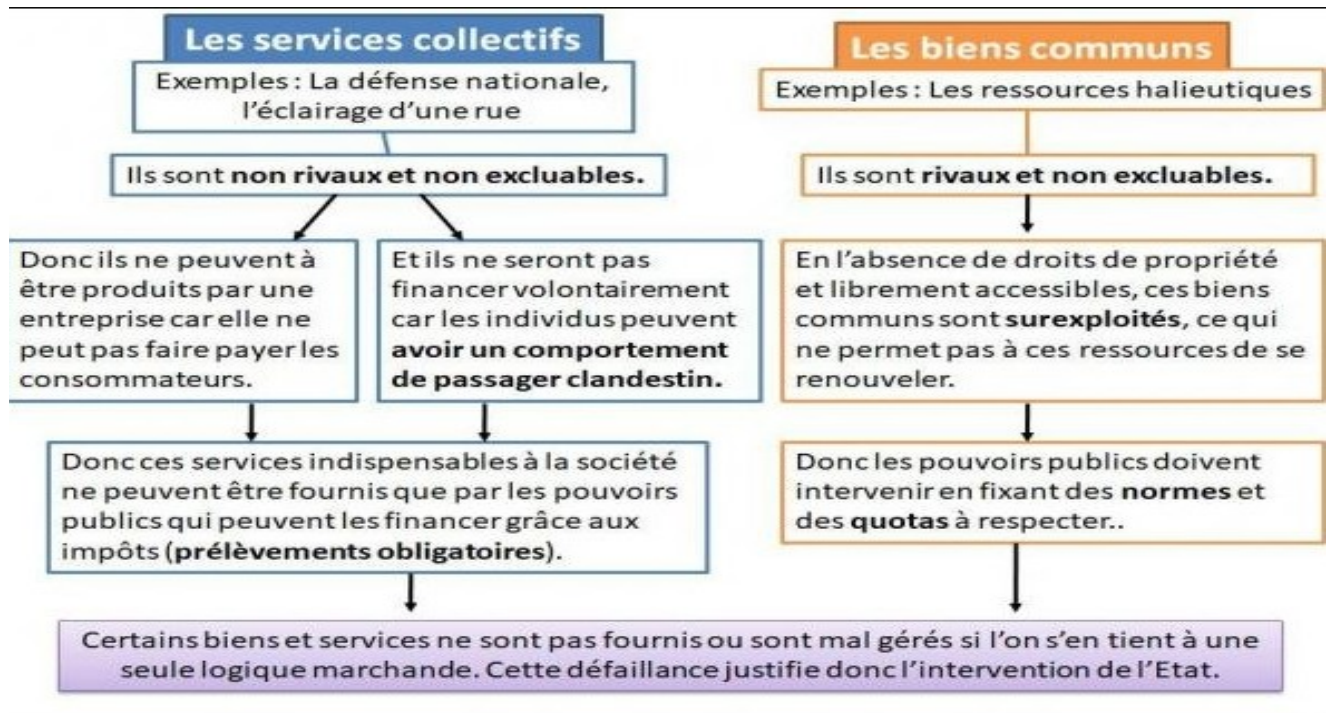 Les services collectifs
Exemples : La défense nationale,
l'éclairage d'une rue
Ils sont non rivaux et non excluables.
Donc ils ne peuvent à
être produits par une
entreprise car elle ne
peut pas faire payer les
consommateurs.
Et ils ne seront pas
financer volontairement
car les individus peuvent
avoir un comportement
de passager clandestin.
Donc ces services indispensables à la société
ne peuvent être fournis que par les pouvoirs
publics qui peuvent les financer grâce aux
impôts (prélèvements obligatoires).
Les biens communs
Exemples : Les ressources halieutiques
Ils sont rivaux et non excluables.
En l'absence de droits de propriété
et librement accessibles, ces biens
communs sont surexploités, ce qui
ne permet pas à ces ressources de se
renouveler.
Donc les pouvoirs publics doivent
intervenir en fixant des normes et
des quotas à respecter..
Certains biens et services ne sont pas fournis ou sont mal gérés si l'on s'en tient à une
seule logique marchande. Cette défaillance justifie donc l'intervention de l'Etat.